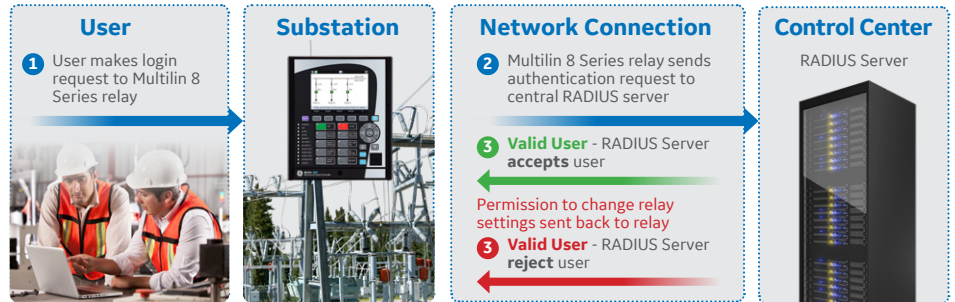 User
1 User makes login
request to Multilin 8
Series relay
Substation
Network Connection
2 Multilin 8 Series relay sends
authentication request to
central RADIUS server
3 Valid User - RADIUS Server
accepts user
Permission to change relay
settings sent back to relay
3 Valid User - RADIUS Server
reject user
Control Center
RADIUS Server